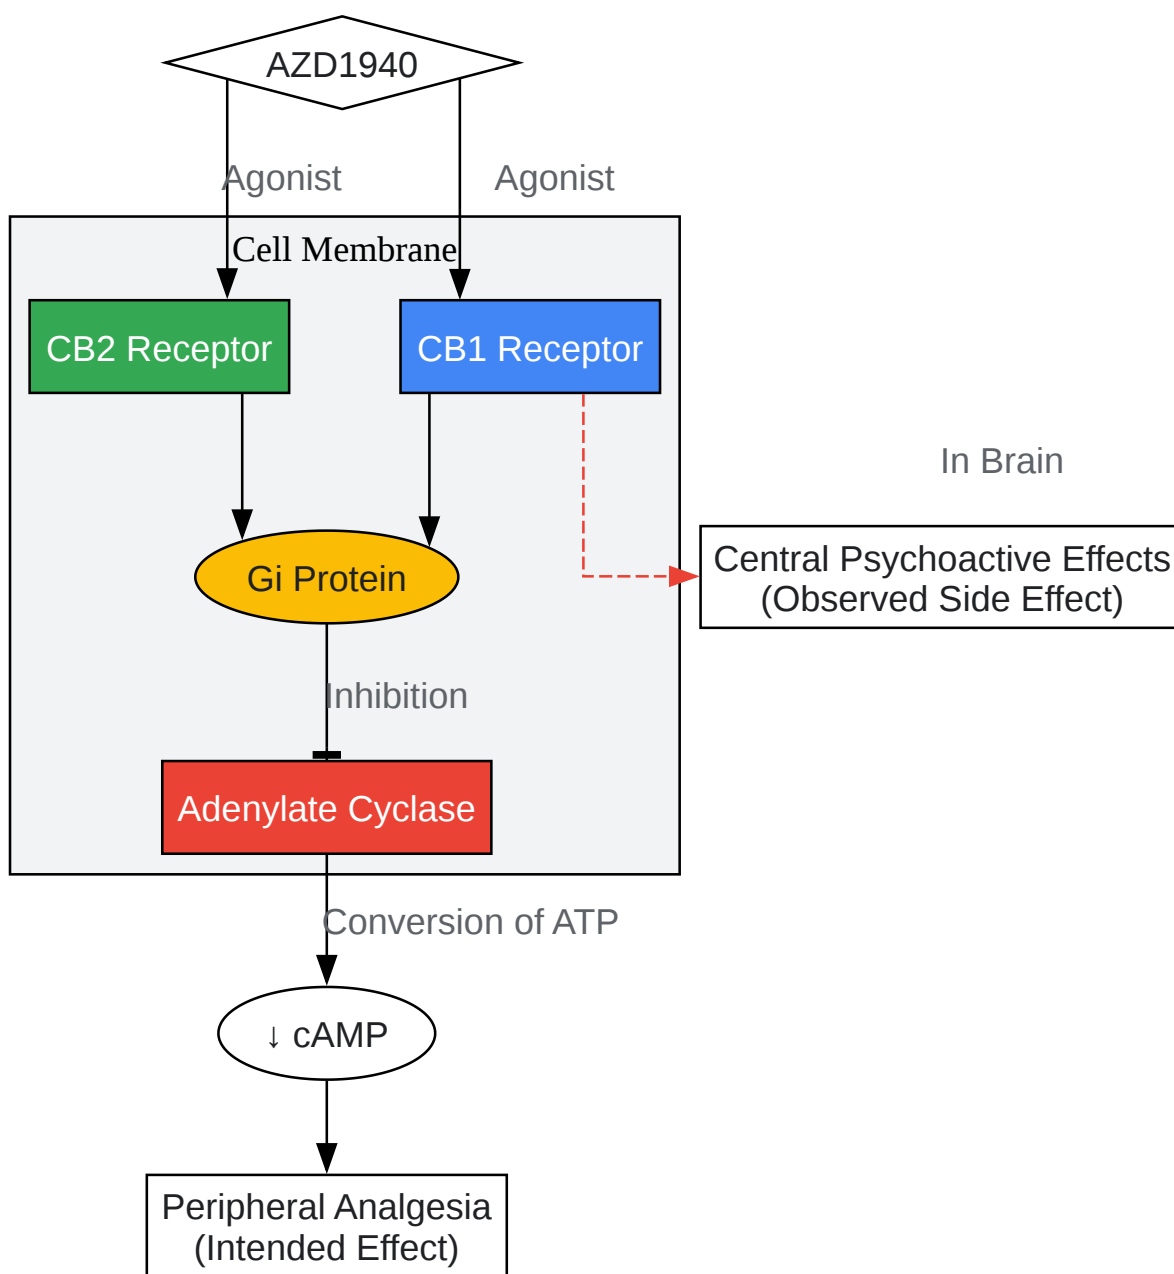 AZD1940
Agonist
Agonist
Cell Membrane
CB2 Receptor
CB1 Receptor
In Brain
Central Psychoactive Effects
(Observed Side Effect)
Gi Protein
Inhibition
Adenylate Cyclase
Conversion of ATP
↓ cAMP
Peripheral Analgesia
(Intended Effect)